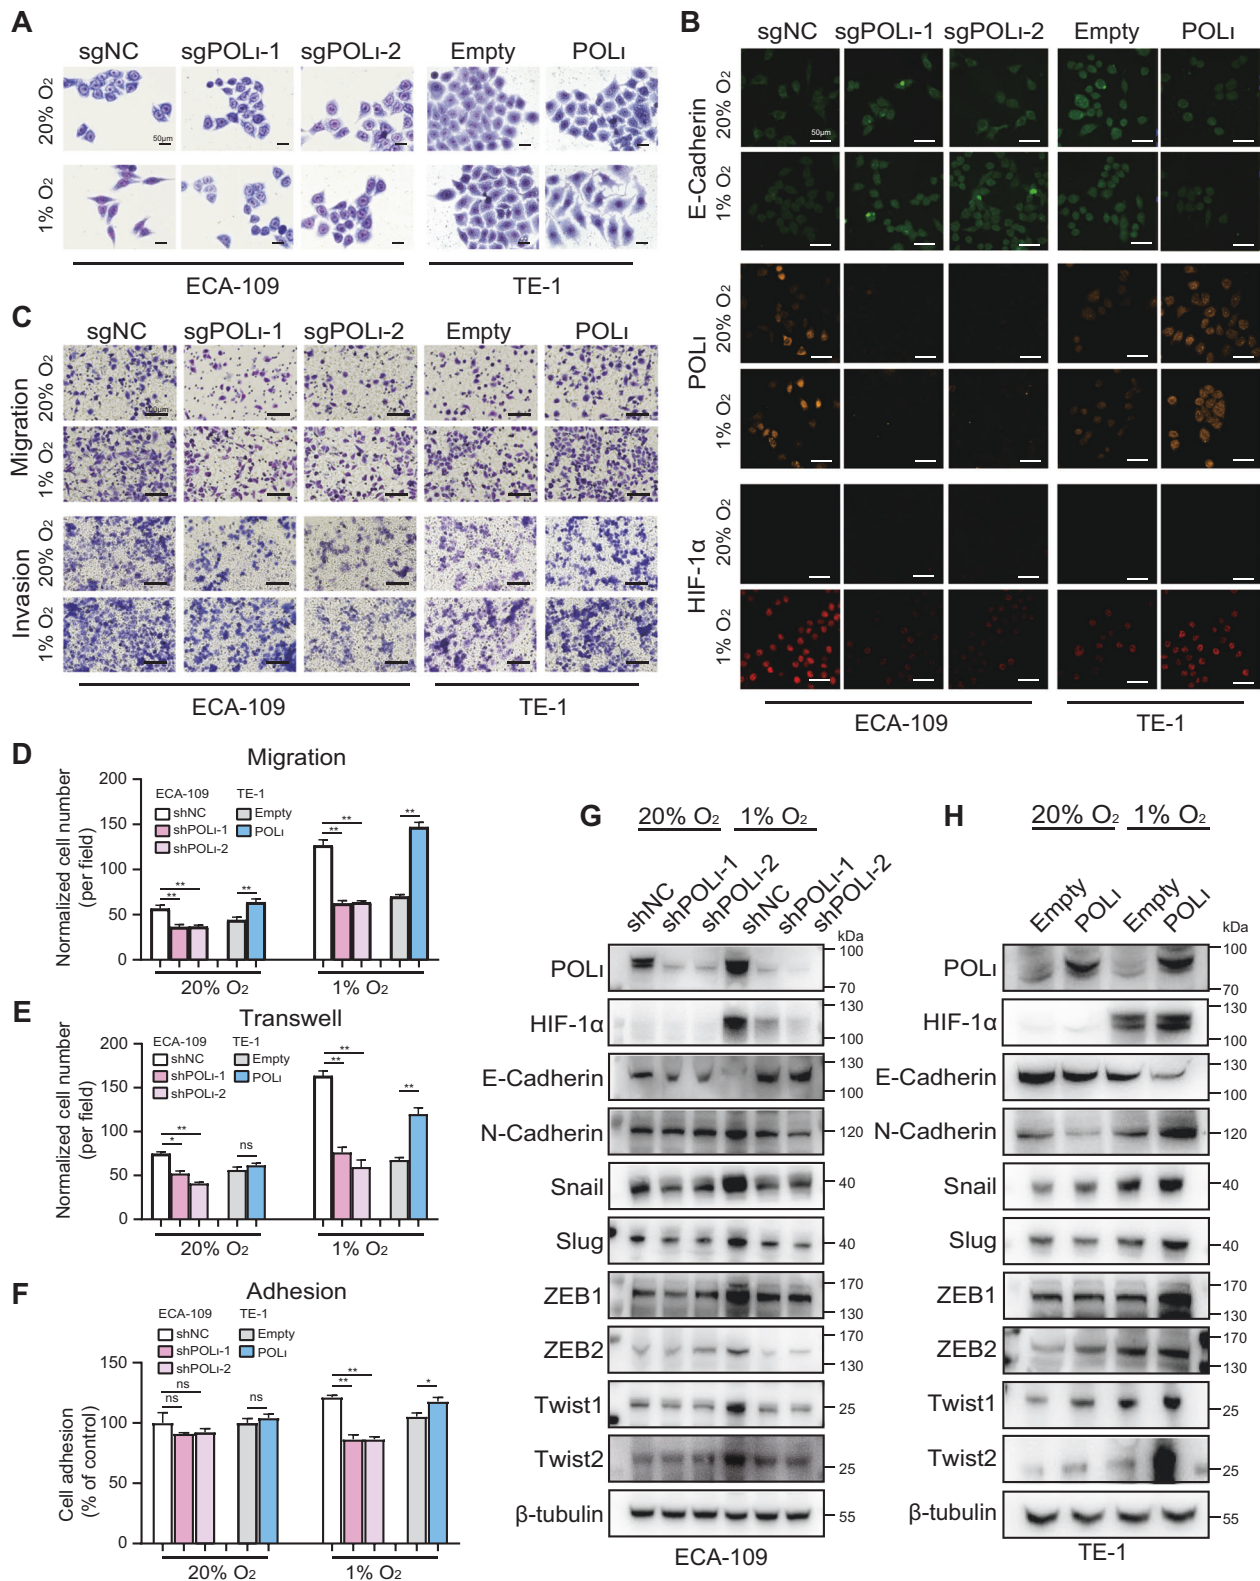 A
sgNC sgPOLι-1 sgPOLι-2 Empty POLι
20% O2
50μm
1% O2
ECA-109 TE-1
B
sgNC sgPOLι-1 sgPOLι-2 Empty POLι
E-Cadherin
20% O2
50μm
1% O2
POLι
20% O2
1% O2
HIF-1α
20% O2
1% O2
ECA-109 TE-1
C
sgNC sgPOLι-1 sgPOLι-2 Empty POLι
Migration
20% O2
100μm
1% O2
Invasion
20% O2
1% O2
ECA-109 TE-1
D
Migration
Normalized cell number
(per field)
200
150
100
50
0
ECA-109 TE-1
shNC Empty
shPOLι-1 POLι
shPOLι-2
** ** **
** ** **
20% O2 1% O2
E
Transwell
Normalized cell number
(per field)
200
150
100
50
0
ECA-109 TE-1
shNC Empty
shPOLι-1 POLι
shPOLι-2
* ** ns
** ** **
20% O2 1% O2
F
Adhesion
Cell adhesion
(% of control)
150
100
50
0
ECA-109 TE-1
shNC Empty
shPOLι-1 POLι
shPOLι-2
ns ns ns
** ** *
20% O2 1% O2
G
20% O2 1% O2
shNC shPOLι-1 shPOLι-2 shNC shPOLι-1 shPOLι-2
kDa
POLι 100
70
HIF-1α 130
100
E-Cadherin 130
100
N-Cadherin 120
Snail 40
Slug 40
ZEB1 170
130
ZEB2 170
130
Twist1 25
Twist2 25
β-tubulin 55
ECA-109
H
20% O2 1% O2
Empty POLι Empty POLι
kDa
POLι 100
70
HIF-1α 130
100
E-Cadherin 130
100
N-Cadherin 120
Snail 40
Slug 40
ZEB1 170
130
ZEB2 170
130
Twist1 25
Twist2 25
β-tubulin 55
TE-1